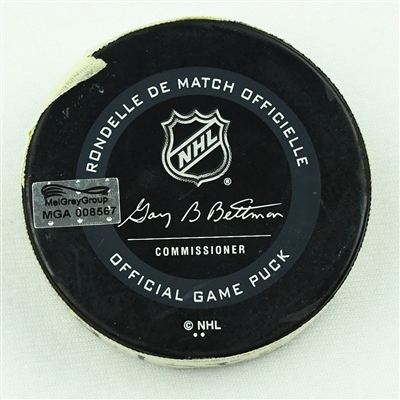 RONDELLE DE MATCH OFFICIELLE
NHL
®
MeiGrayGroup
MGA 008567
Gary B Bettman
COMMISSIONER
OFFICIAL GAME PUCK
© NHL